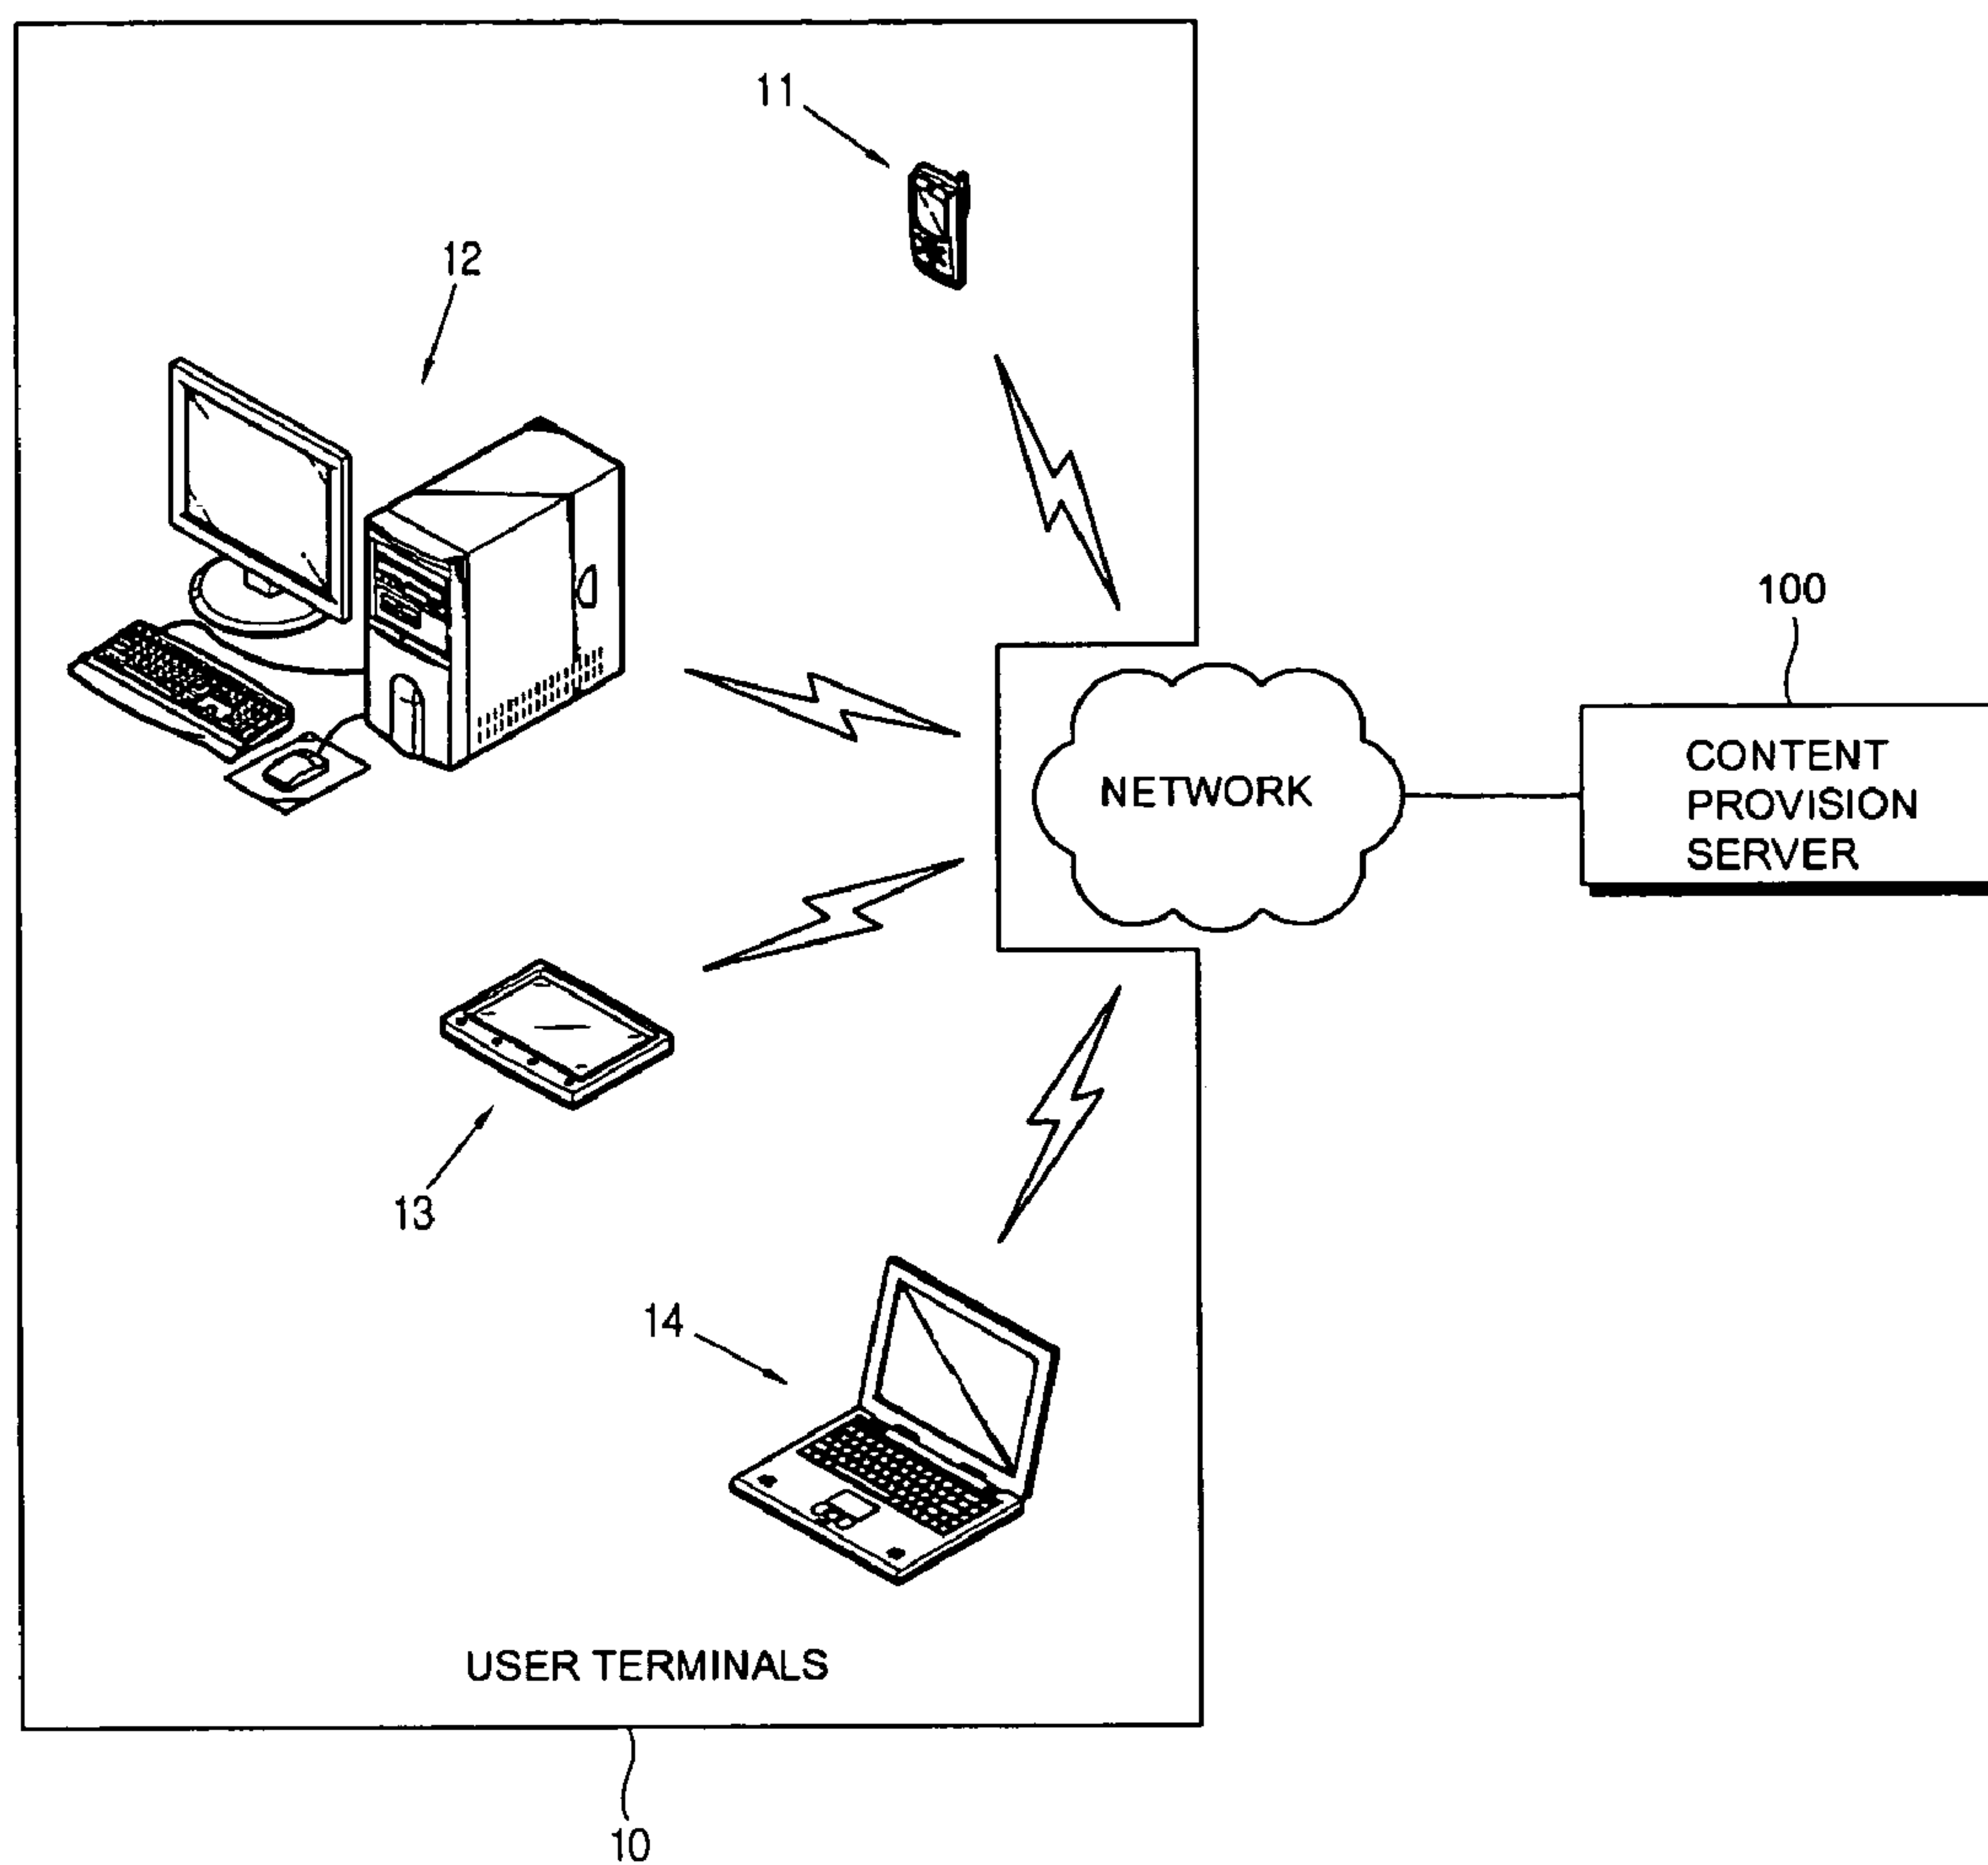 11
12
100
NETWORK
CONTENT
PROVISION
SERVER
13
14
USER TERMINALS
10